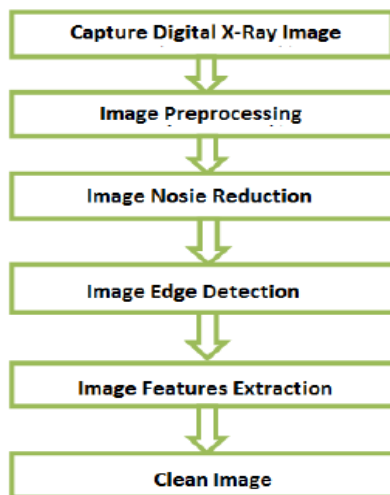 Capture Digital X-Ray Image
Image Preprocessing
Image Nosie Reduction
Image Edge Detection
Image Features Extraction
Clean Image